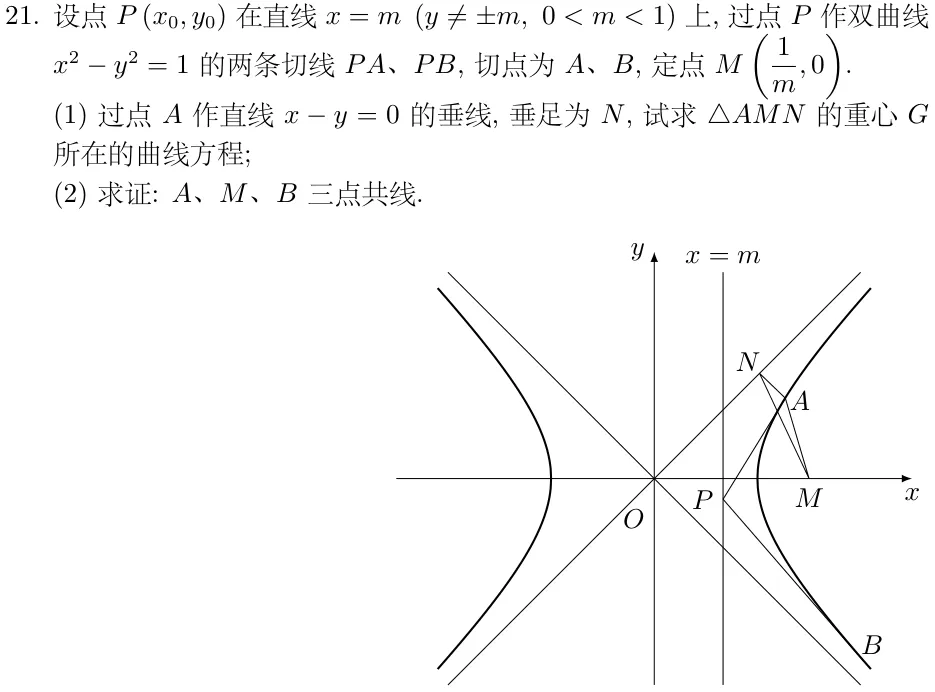 21. 设点 P (x₀, y₀) 在直线 x = m (y ≠ ±m, 0 < m < 1) 上, 过点 P 作双曲线
x² − y² = 1 的两条切线 PA、PB, 切点为 A、B, 定点 M (1/m, 0).
(1) 过点 A 作直线 x − y = 0 的垂线, 垂足为 N, 试求 △AMN 的重心 G
所在的曲线方程;
(2) 求证: A、M、B 三点共线.
y
x = m
N
A
P
M
x
O
B